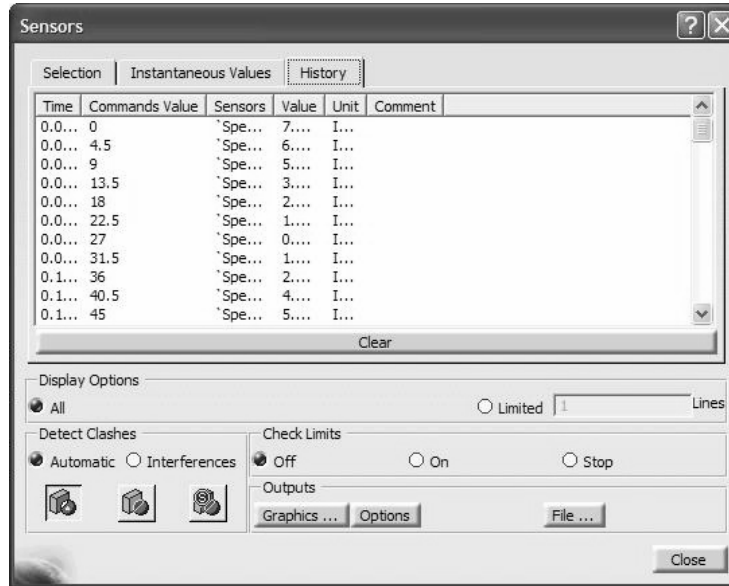 Sensors
Selection Instantaneous Values History
Time Commands Value Sensors Value Unit Comment
0.0... 0 `Spe... 7.... I...
0.0... 4.5 `Spe... 6.... I...
0.0... 9 `Spe... 5.... I...
0.0... 13.5 `Spe... 3.... I...
0.0... 18 `Spe... 2.... I...
0.0... 22.5 `Spe... 1.... I...
0.0... 27 `Spe... 0.... I...
0.0... 31.5 `Spe... 1.... I...
0.1... 36 `Spe... 2.... I...
0.1... 40.5 `Spe... 4.... I...
0.1... 45 `Spe... 5.... I...
Clear
Display Options
All Limited 1 Lines
Detect Clashes Check Limits
Automatic Interferences Off On Stop
Outputs
Graphics ... Options File ...
Close